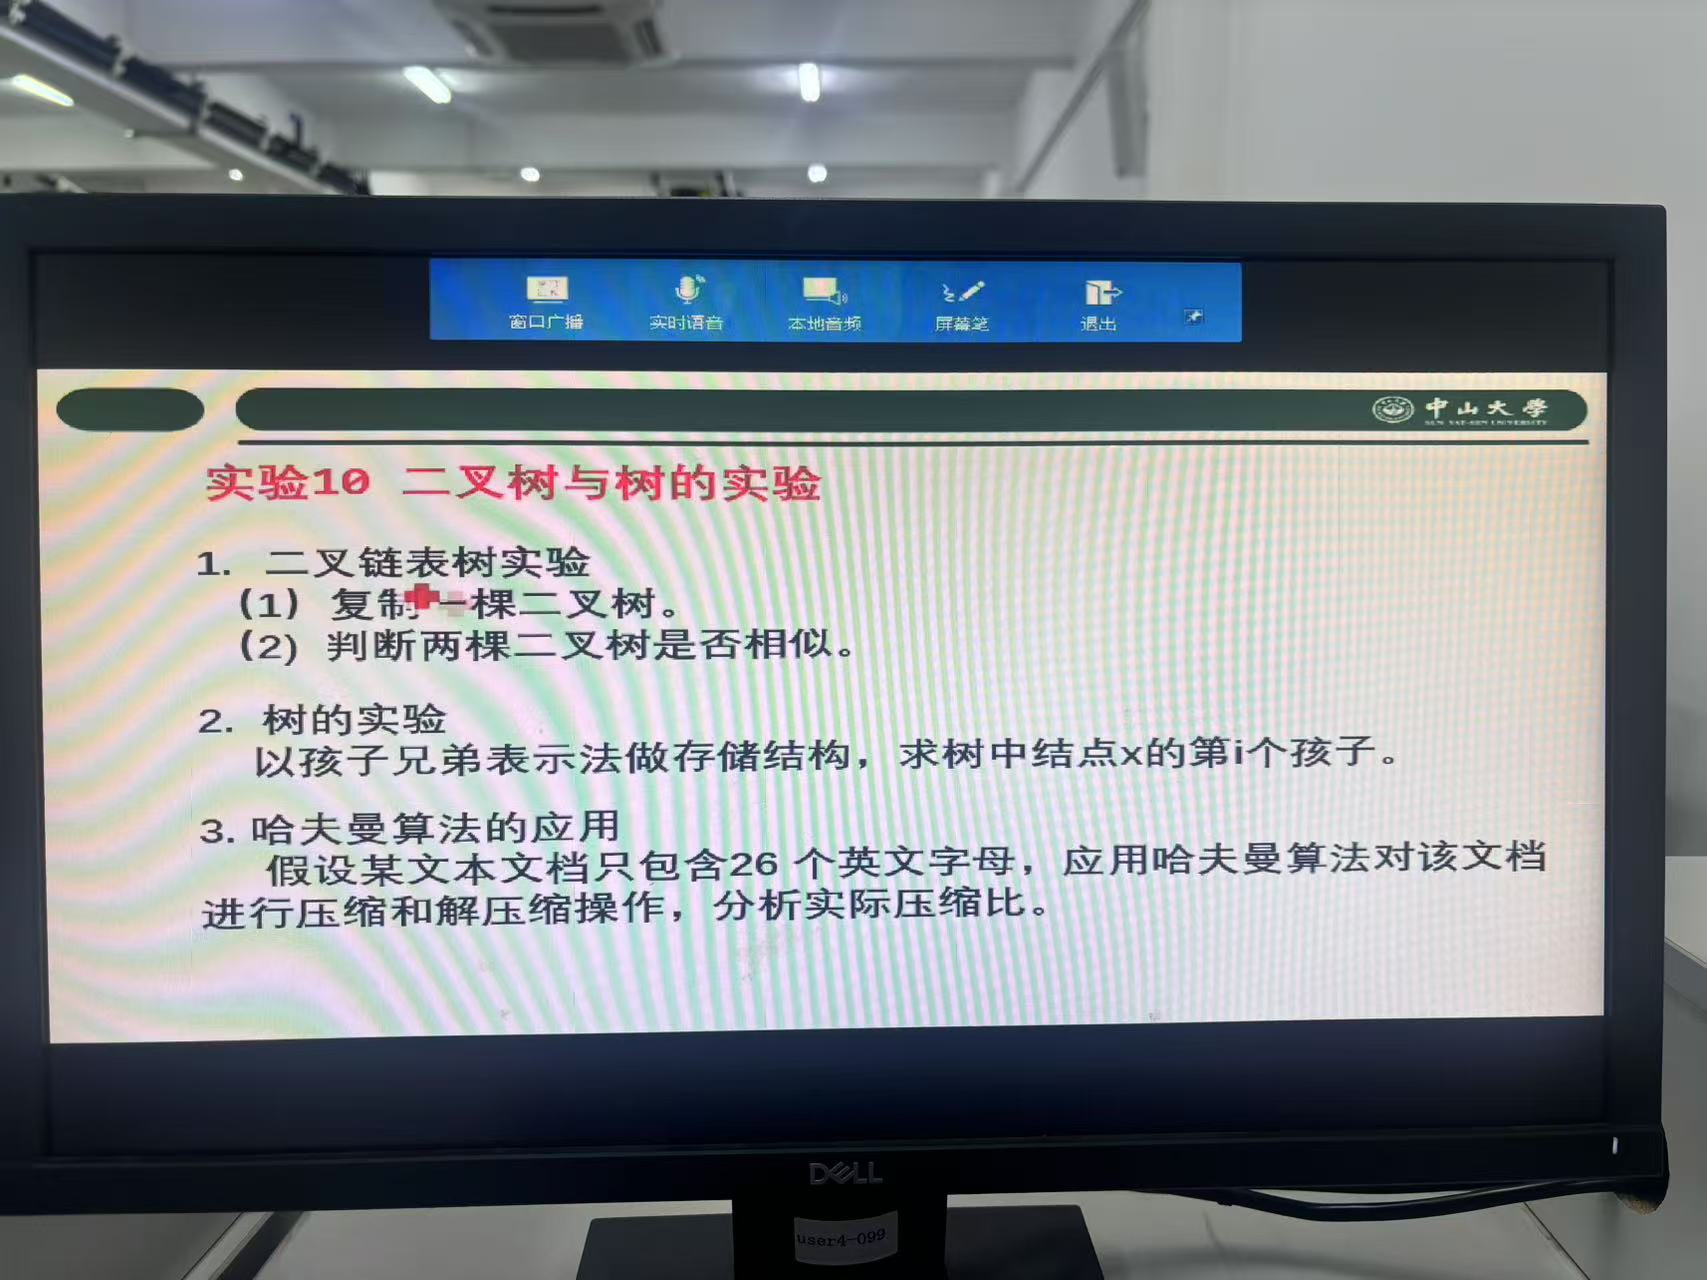 窗口广播 实时语音 本地音频 屏幕笔 退出
中山大學
SUN YAT-SEN UNIVERSITY
实验10 二叉树与树的实验
1. 二叉链表树实验
(1) 复制一棵二叉树。
(2) 判断两棵二叉树是否相似。
2. 树的实验
以孩子兄弟表示法做存储结构，求树中结点x的第i个孩子。
3. 哈夫曼算法的应用
假设某文本文档只包含26 个英文字母，应用哈夫曼算法对该文档
进行压缩和解压缩操作，分析实际压缩比。
DELL
user4-099